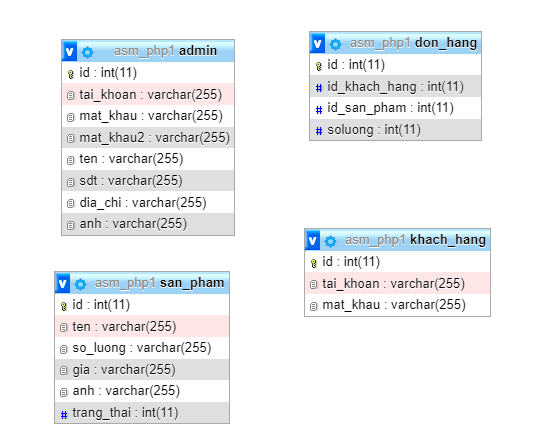 v asm_php1 admin
id : int(11)
tai_khoan : varchar(255)
mat_khau : varchar(255)
mat_khau2 : varchar(255)
ten : varchar(255)
sdt : varchar(255)
dia_chi : varchar(255)
anh : varchar(255)
v asm_php1 don_hang
id : int(11)
# id_khach_hang : int(11)
# id_san_pham : int(11)
# soluong : int(11)
v asm_php1 khach_hang
id : int(11)
tai_khoan : varchar(255)
mat_khau : varchar(255)
v asm_php1 san_pham
id : int(11)
ten : varchar(255)
so_luong : varchar(255)
gia : varchar(255)
anh : varchar(255)
# trang_thai : int(11)